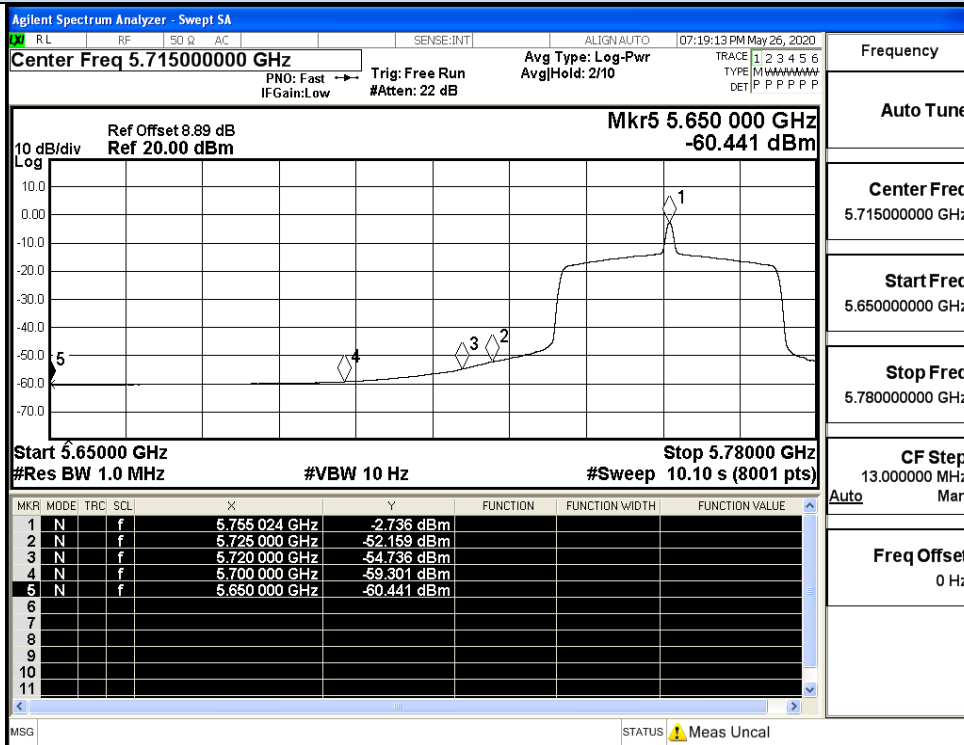 Agilent Spectrum Analyzer - Swept SA
LXI RL RF 50 Ω AC SENSE:INT ALIGN AUTO 07:19:13 PM May 26, 2020
Center Freq 5.715000000 GHz
PNO: Fast
IFGain:Low
Trig: Free Run
#Atten: 22 dB
Avg Type: Log-Pwr
Avg|Hold: 2/10
TRACE 1 2 3 4 5 6
TYPE M W W W W W
DET P P P P P P
Ref Offset 8.89 dB
10 dB/div Ref 20.00 dBm
Log
Mkr5 5.650 000 GHz
-60.441 dBm
10.0
0.00
-10.0
-20.0
-30.0
-40.0
-50.0
-60.0
-70.0
1
2
3
4
5
Start 5.65000 GHz Stop 5.78000 GHz
#Res BW 1.0 MHz #VBW 10 Hz #Sweep 10.10 s (8001 pts)
MKR MODE TRC SCL X Y FUNCTION FUNCTION WIDTH FUNCTION VALUE
1 N f 5.755 024 GHz -2.736 dBm
2 N f 5.725 000 GHz -52.159 dBm
3 N f 5.720 000 GHz -54.736 dBm
4 N f 5.700 000 GHz -59.301 dBm
5 N f 5.650 000 GHz -60.441 dBm
6
7
8
9
10
11
MSG STATUS Meas Uncal
Frequency
Auto Tune
Center Freq
5.715000000 GHz
Start Freq
5.650000000 GHz
Stop Freq
5.780000000 GHz
CF Step
13.000000 MHz
Auto Man
Freq Offset
0 Hz